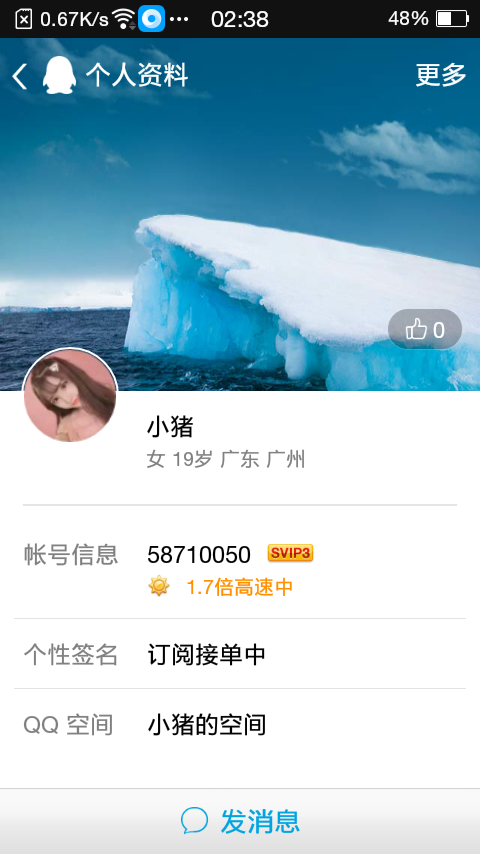 0.67K/s 02:38 48%
个人资料 更多
0
小猪
女 19岁 广东 广州
帐号信息 58710050 SVIP3
1.7倍高速中
个性签名 订阅接单中
QQ 空间 小猪的空间
发消息